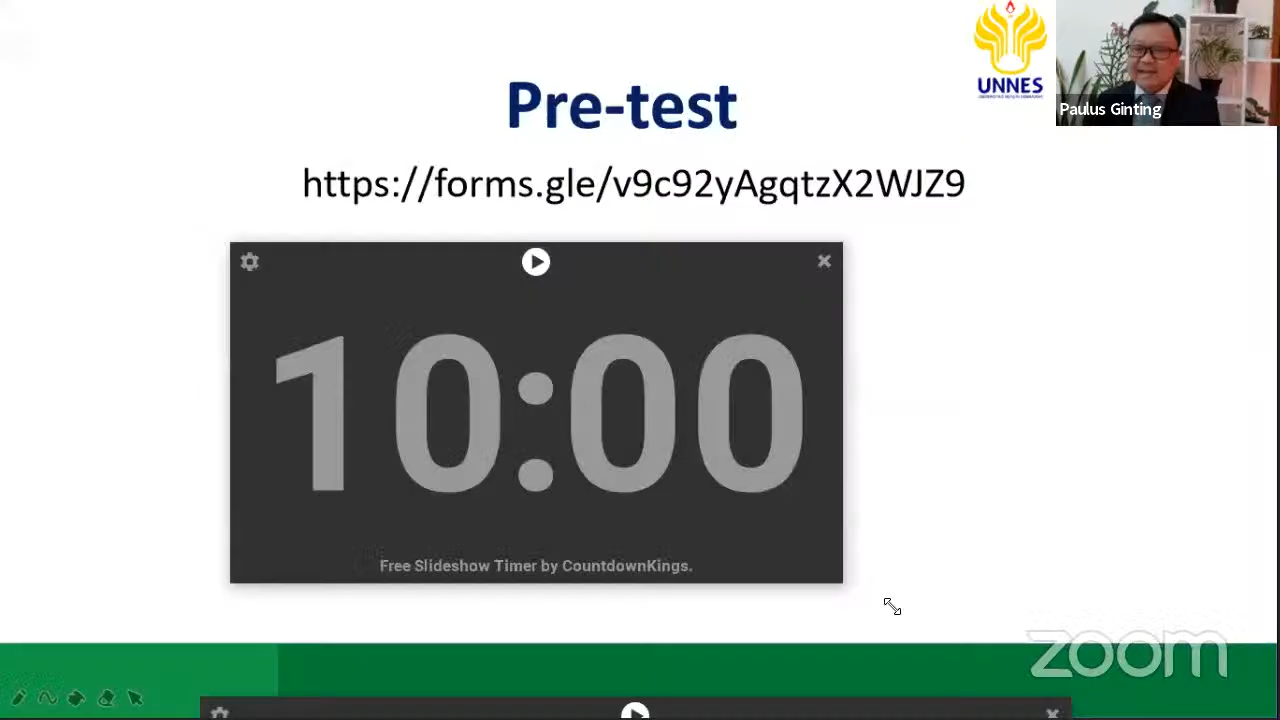 Pre-test
https://forms.gle/v9c92yAgqtzX2WJZ9
UNNES
Paulus Ginting
10:00
Free Slideshow Timer by CountdownKings.
zoom